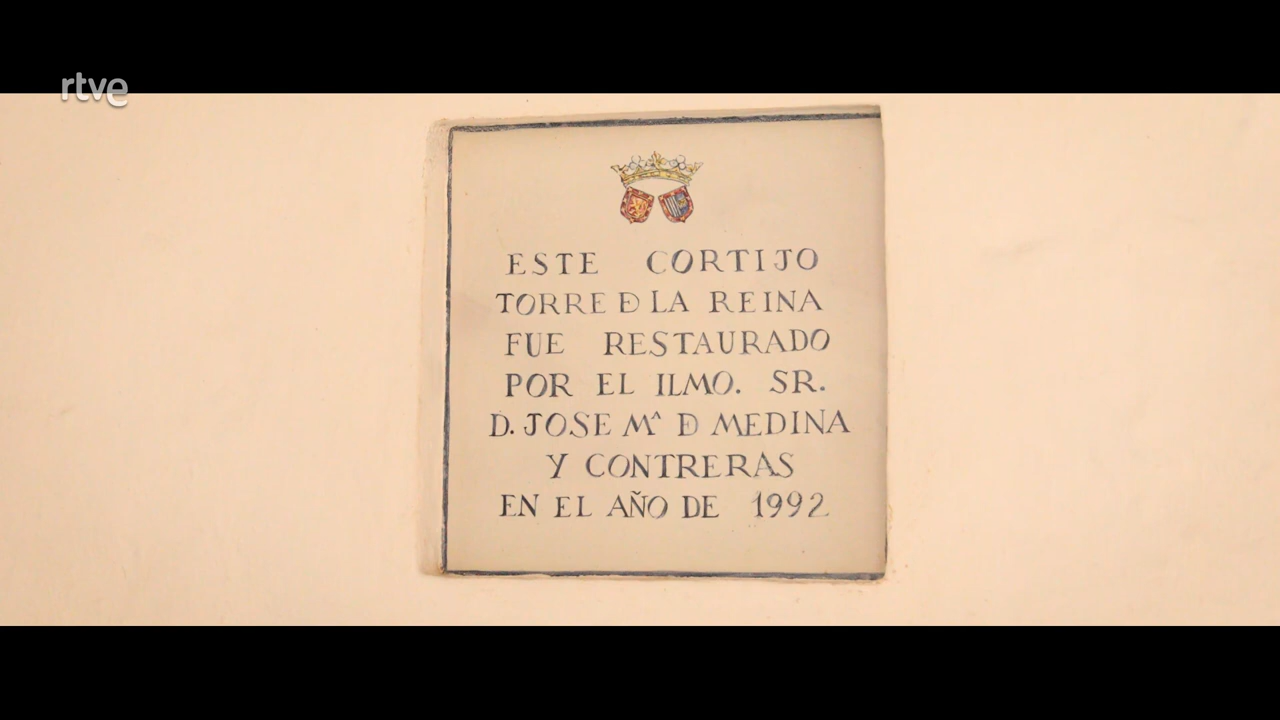 rtve
ESTE CORTIJO
TORRE D LA REINA
FUE RESTAURADO
POR EL ILMO. SR.
D. JOSE Mᴬ D MEDINA
Y CONTRERAS
EN EL AÑO DE 1992